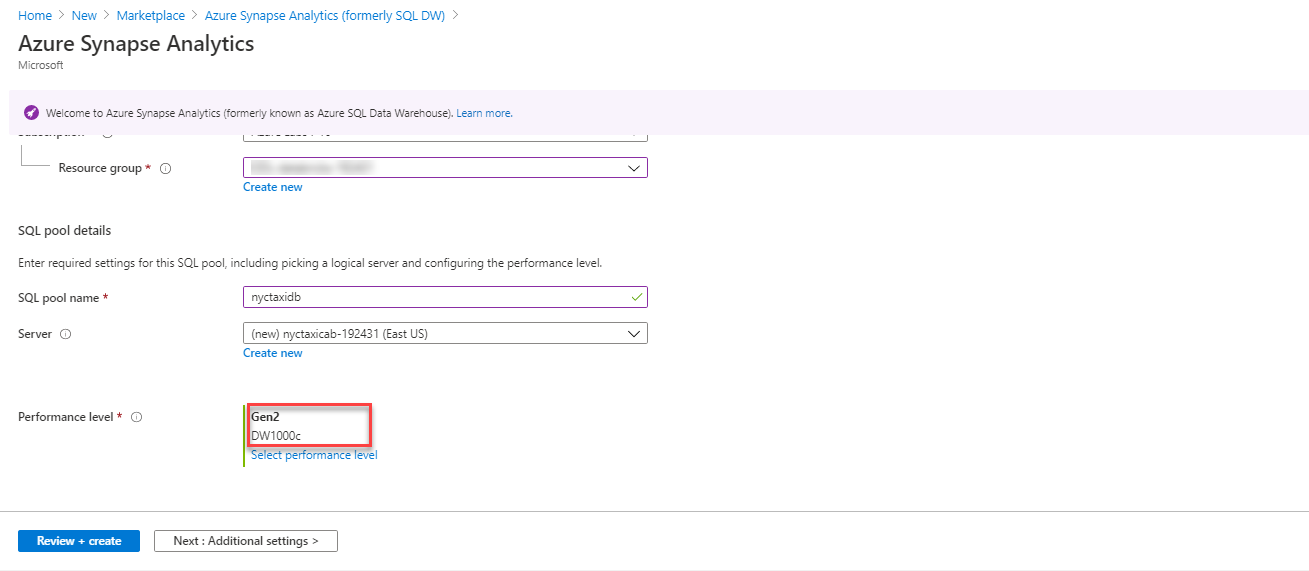 Home > New > Marketplace > Azure Synapse Analytics (formerly SQL DW) >
Azure Synapse Analytics
Microsoft
Welcome to Azure Synapse Analytics (formerly known as Azure SQL Data Warehouse). Learn more.
Resource group *
Create new
SQL pool details
Enter required settings for this SQL pool, including picking a logical server and configuring the performance level.
SQL pool name *
nyctaxidb
Server
(new) nyctaxicab-192431 (East US)
Create new
Performance level *
Gen2
DW1000c
Select performance level
Review + create
Next : Additional settings >